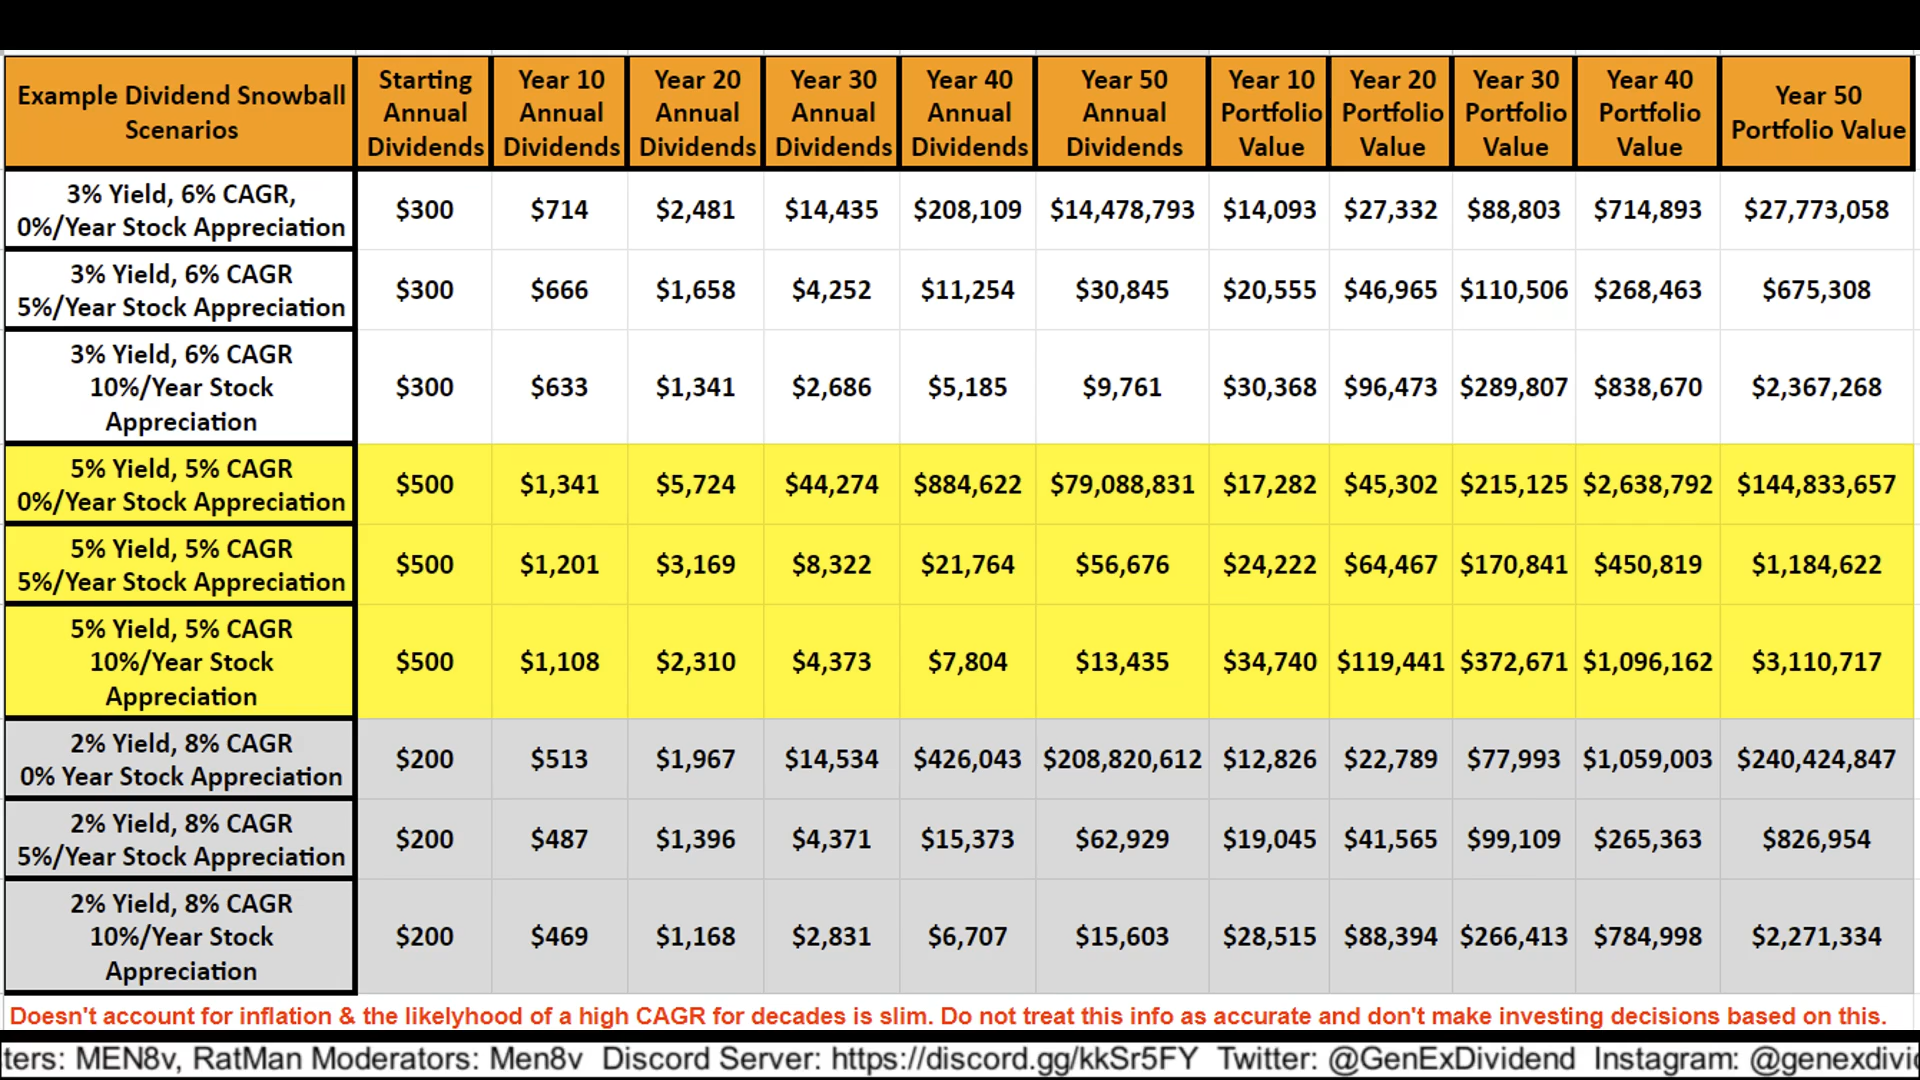 Example Dividend Snowball Scenarios | Starting Annual Dividends | Year 10 Annual Dividends | Year 20 Annual Dividends | Year 30 Annual Dividends | Year 40 Annual Dividends | Year 50 Annual Dividends | Year 10 Portfolio Value | Year 20 Portfolio Value | Year 30 Portfolio Value | Year 40 Portfolio Value | Year 50 Portfolio Value
3% Yield, 6% CAGR, 0%/Year Stock Appreciation | $300 | $714 | $2,481 | $14,435 | $208,109 | $14,478,793 | $14,093 | $27,332 | $88,803 | $714,893 | $27,773,058
3% Yield, 6% CAGR 5%/Year Stock Appreciation | $300 | $666 | $1,658 | $4,252 | $11,254 | $30,845 | $20,555 | $46,965 | $110,506 | $268,463 | $675,308
3% Yield, 6% CAGR 10%/Year Stock Appreciation | $300 | $633 | $1,341 | $2,686 | $5,185 | $9,761 | $30,368 | $96,473 | $289,807 | $838,670 | $2,367,268
5% Yield, 5% CAGR 0%/Year Stock Appreciation | $500 | $1,341 | $5,724 | $44,274 | $884,622 | $79,088,831 | $17,282 | $45,302 | $215,125 | $2,638,792 | $144,833,657
5% Yield, 5% CAGR 5%/Year Stock Appreciation | $500 | $1,201 | $3,169 | $8,322 | $21,764 | $56,676 | $24,222 | $64,467 | $170,841 | $450,819 | $1,184,622
5% Yield, 5% CAGR 10%/Year Stock Appreciation | $500 | $1,108 | $2,310 | $4,373 | $7,804 | $13,435 | $34,740 | $119,441 | $372,671 | $1,096,162 | $3,110,717
2% Yield, 8% CAGR 0% Year Stock Appreciation | $200 | $513 | $1,967 | $14,534 | $426,043 | $208,820,612 | $12,826 | $22,789 | $77,993 | $1,059,003 | $240,424,847
2% Yield, 8% CAGR 5%/Year Stock Appreciation | $200 | $487 | $1,396 | $4,371 | $15,373 | $62,929 | $19,045 | $41,565 | $99,109 | $265,363 | $826,954
2% Yield, 8% CAGR 10%/Year Stock Appreciation | $200 | $469 | $1,168 | $2,831 | $6,707 | $15,603 | $28,515 | $88,394 | $266,413 | $784,998 | $2,271,334
Doesn't account for inflation & the likelyhood of a high CAGR for decades is slim. Do not treat this info as accurate and don't make investing decisions based on this.
ters: MEN8v, RatMan Moderators: Men8v Discord Server: https://discord.gg/kkSr5FY Twitter: @GenExDividend Instagram: @genexdivid